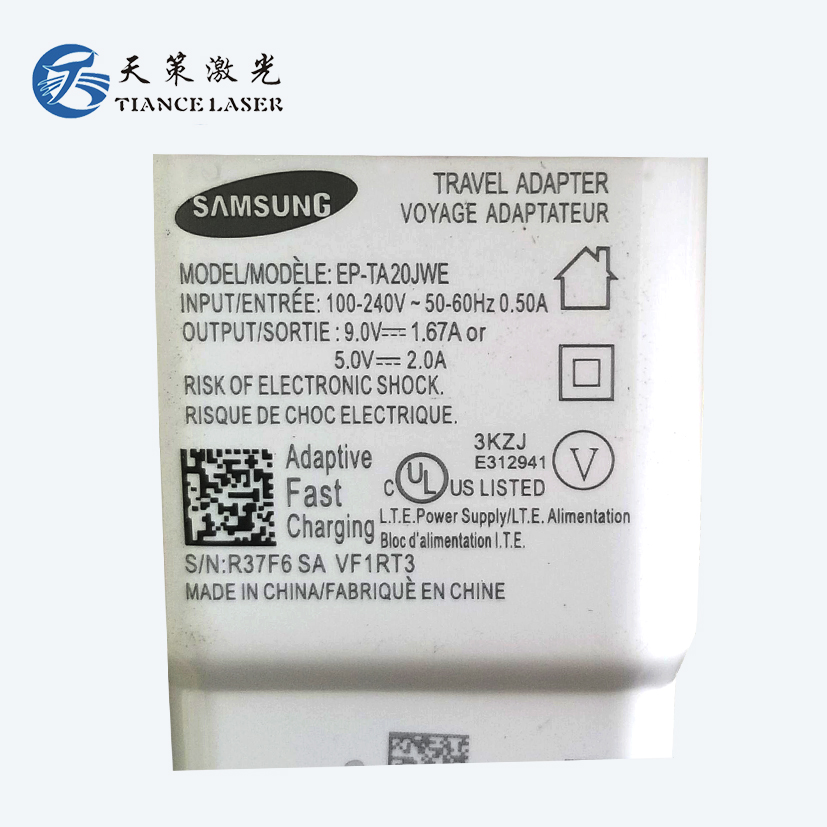 天策激光
TIANCE LASER
SAMSUNG
TRAVEL ADAPTER
VOYAGE ADAPTATEUR
MODEL/MODÈLE: EP-TA20JWE
INPUT/ENTRÉE: 100-240V ~ 50-60Hz 0.50A
OUTPUT/SORTIE : 9.0V⎓ 1.67A or
5.0V⎓ 2.0A
RISK OF ELECTRONIC SHOCK.
RISQUE DE CHOC ELECTRIQUE.
Adaptive
Fast
Charging
3KZJ
E312941
V
C UL US LISTED
L.T.E.Power Supply/L.T.E. Alimentation
Bloc d'alimentation I.T.E.
S/N:R37F6 SA VF1RT3
MADE IN CHINA/FABRIQUÈ EN CHINE